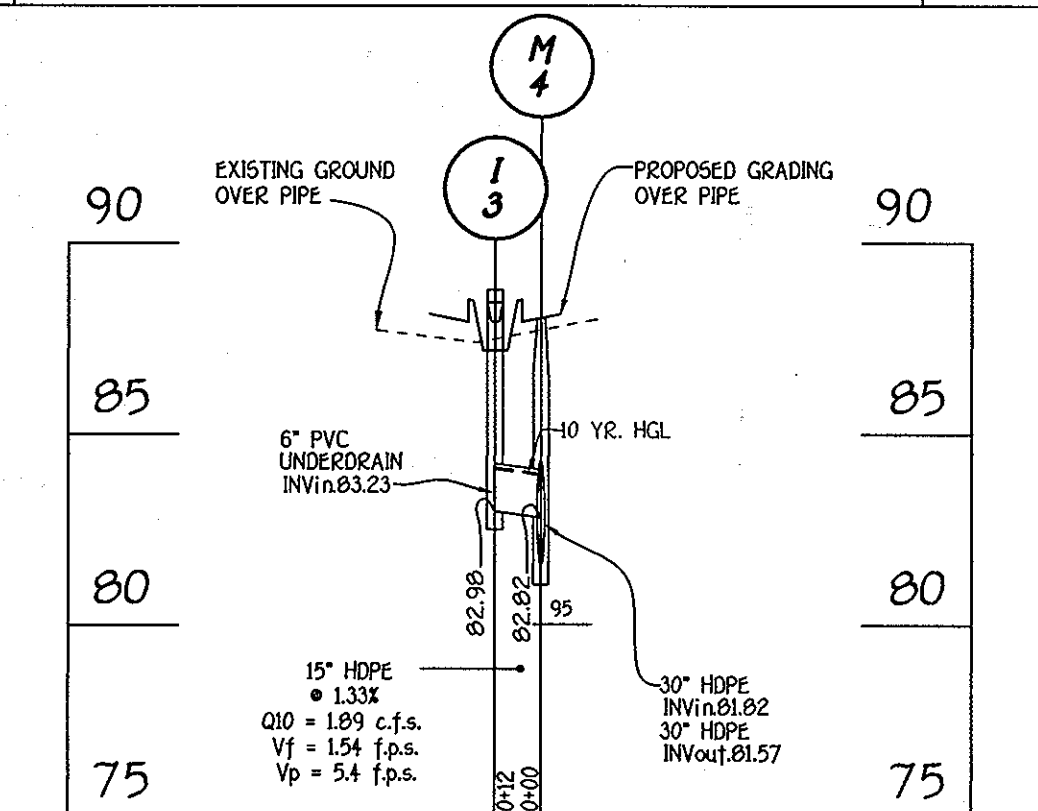 M
4
I
3
EXISTING GROUND
OVER PIPE
PROPOSED GRADING
OVER PIPE
90
90
85
85
6" PVC
UNDERDRAIN
INVin.83.23
10 YR. HGL
80
80
82.98
82.82
95
15" HDPE
@ 1.33%
Q10 = 1.89 c.f.s.
Vf = 1.54 f.p.s.
Vp = 5.4 f.p.s.
30" HDPE
INVin.81.82
30" HDPE
INVout.81.57
75
75
0+12
0+00